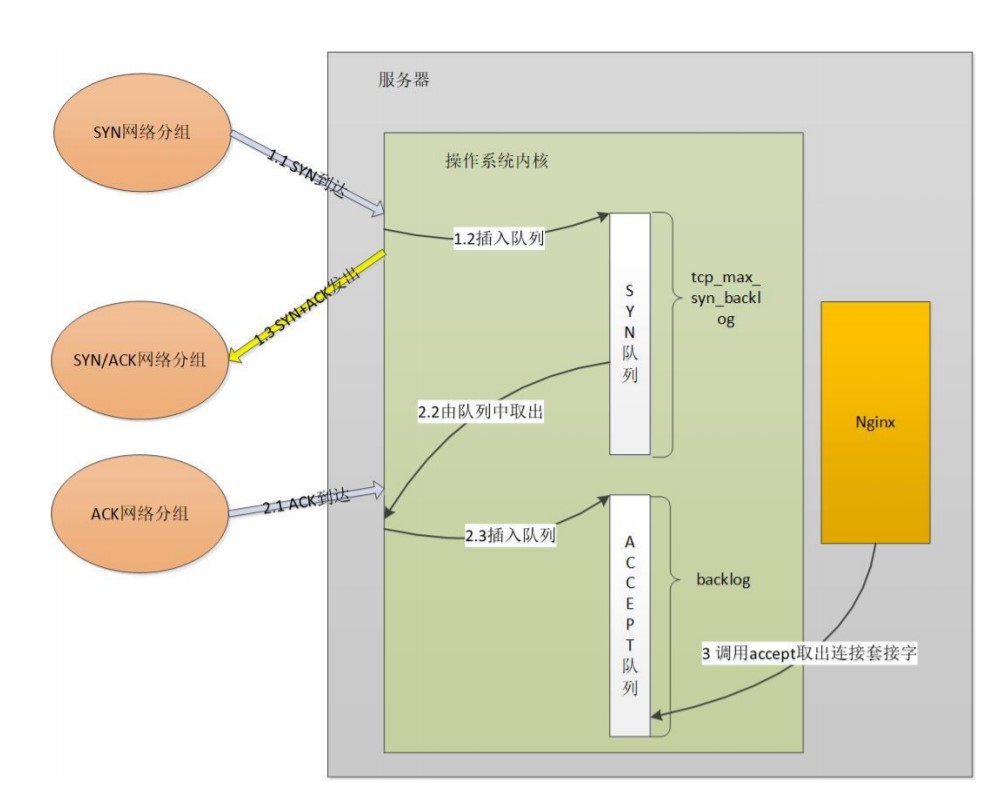 服务器
SYN网络分组
操作系统内核
1.1 SYN到达
1.2插入队列
1.3 SYN+ACK发出
SYN队列
tcp_max_
syn_backl
og
SYN/ACK网络分组
2.2由队列中取出
Nginx
ACK网络分组
2.1 ACK到达
2.3插入队列
ACCEPT队列
backlog
3 调用accept取出连接套接字